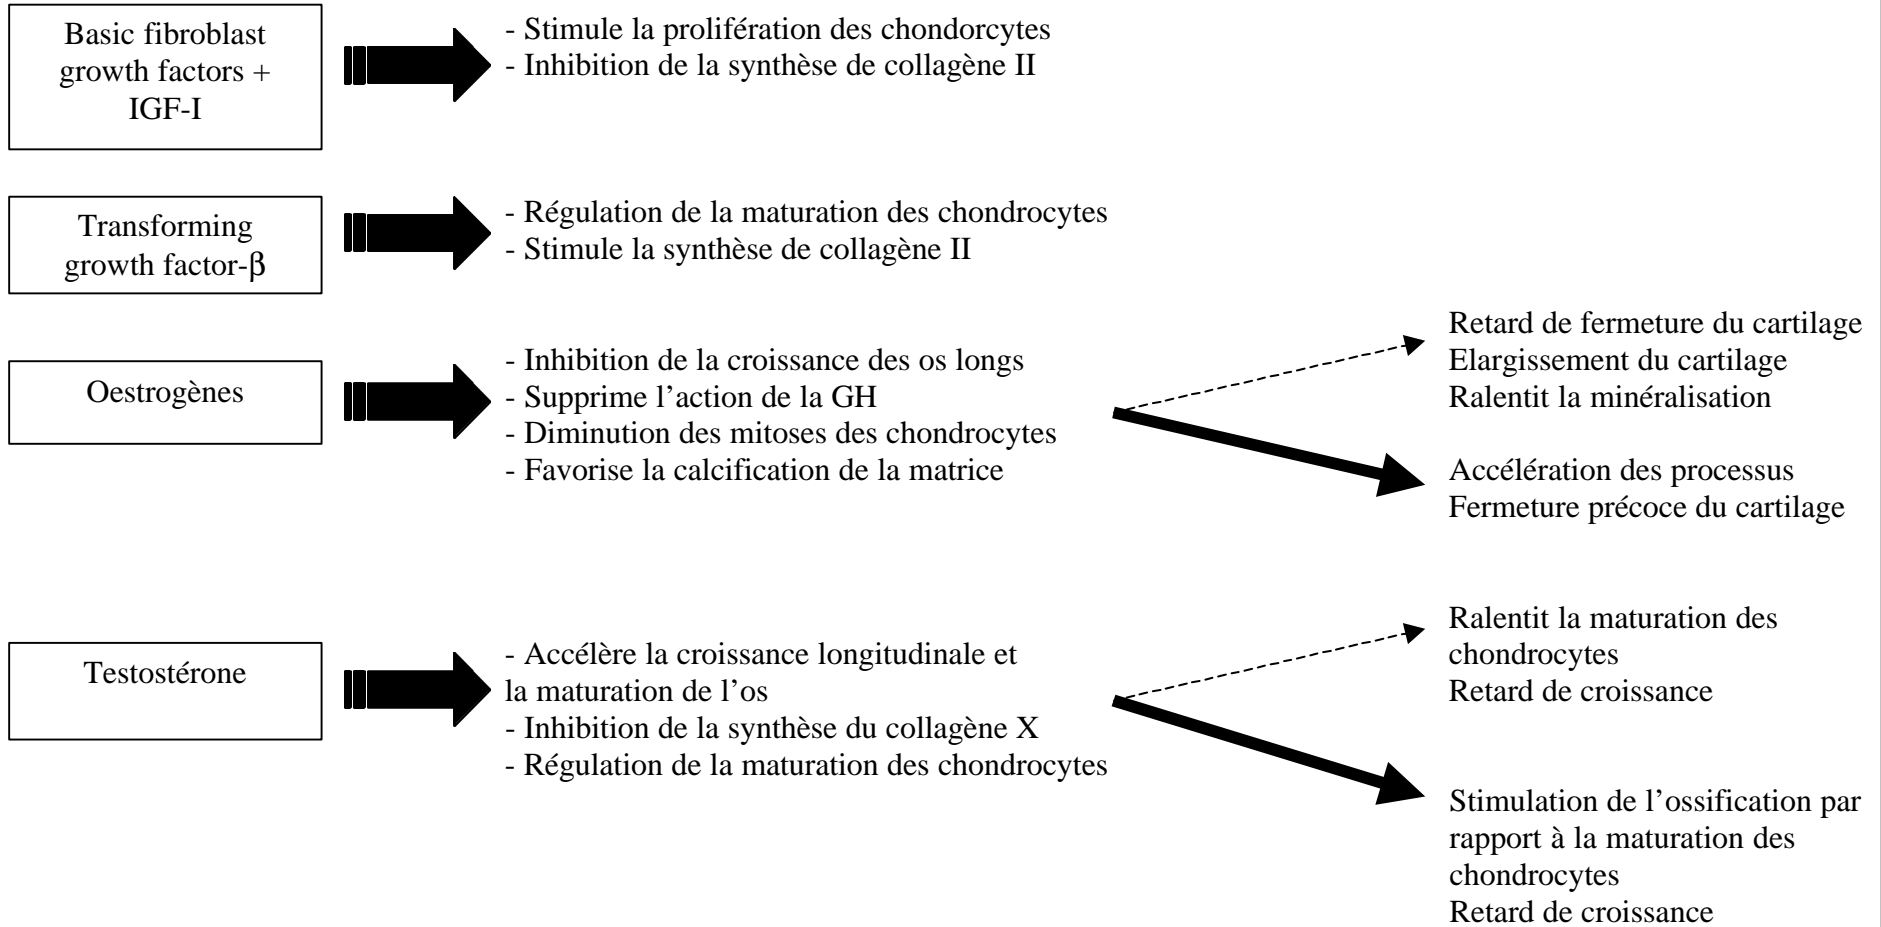 Basic fibroblast
growth factors +
IGF-I
- Stimule la prolifération des chondorcytes
- Inhibition de la synthèse de collagène II
Transforming
growth factor-β
- Régulation de la maturation des chondrocytes
- Stimule la synthèse de collagène II
Oestrogènes
- Inhibition de la croissance des os longs
- Supprime l’action de la GH
- Diminution des mitoses des chondrocytes
- Favorise la calcification de la matrice
Retard de fermeture du cartilage
Elargissement du cartilage
Ralentit la minéralisation
Accélération des processus
Fermeture précoce du cartilage
Testostérone
- Accélère la croissance longitudinale et
la maturation de l’os
- Inhibition de la synthèse du collagène X
- Régulation de la maturation des chondrocytes
Ralentit la maturation des
chondrocytes
Retard de croissance
Stimulation de l’ossification par
rapport à la maturation des
chondrocytes
Retard de croissance